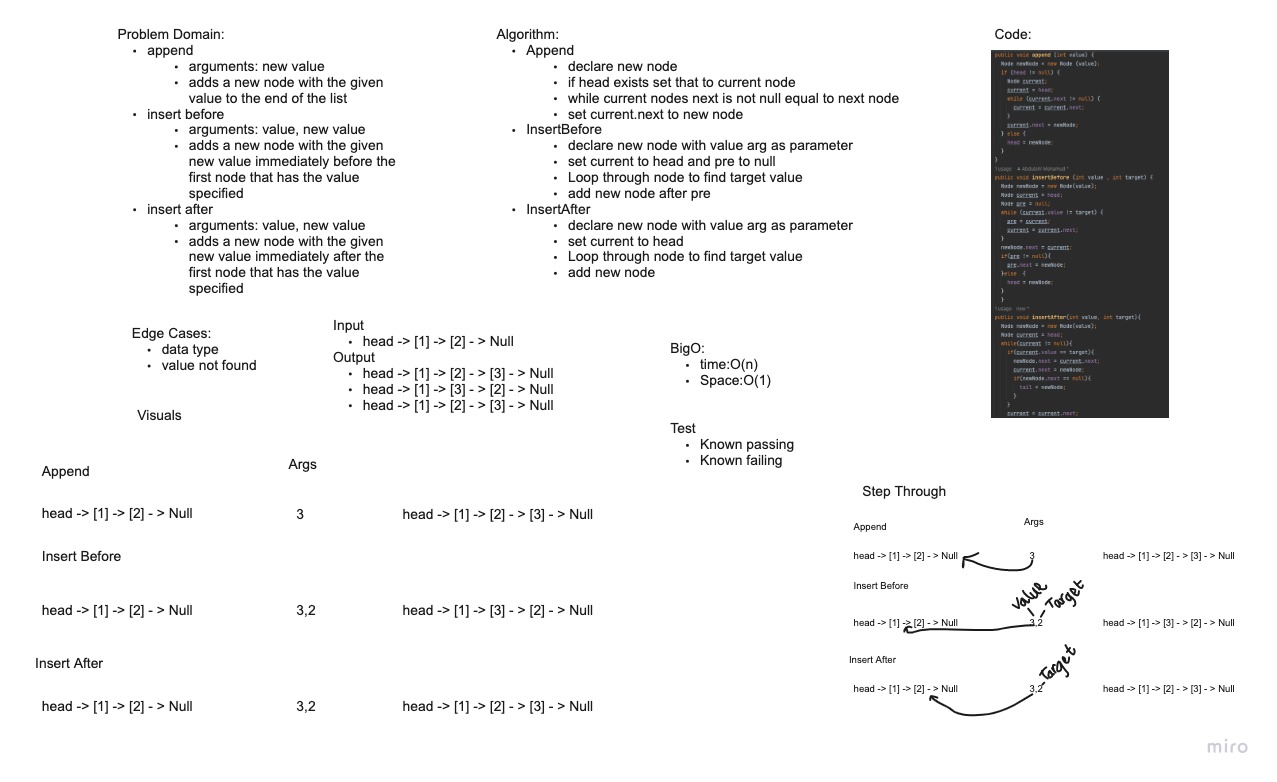 Problem Domain:
append
arguments: new value
adds a new node with the given
value to the end of the list
insert before
arguments: value, new value
adds a new node with the given
new value immediately before the
first node that has the value
specified
insert after
arguments: value, new value
adds a new node with the given
new value immediately after the
first node that has the value
specified
Algorithm:
Append
declare new node
if head exists set that to current node
while current nodes next is not null equal to next node
set current.next to new node
InsertBefore
declare new node with value arg as parameter
set current to head and pre to null
Loop through node to find target value
add new node after pre
InsertAfter
declare new node with value arg as parameter
set current to head
Loop through node to find target value
add new node
Code:
public void append (int value) {
Node newNode = new Node (value);
if (head != null) {
Node current;
current = head;
while (current.next != null) {
current = current.next;
}
current.next = newNode;
} else {
head = newNode;
}
}
1 usage Abdullah Mohamud *
public void insertBefore (int value , int target) {
Node newNode = new Node(value);
Node current = head;
Node pre = null;
while (current.value != target) {
pre = current;
current = current.next;
}
newNode.next = current;
if(pre != null){
pre.next = newNode;
}else {
head = newNode;
}
}
1 usage new *
public void insertAfter(int value, int target){
Node newNode = new Node(value);
Node current = head;
while(current != null){
if(current.value == target){
newNode.next = current.next;
current.next = newNode;
if(newNode.next == null){
tail = newNode;
}
}
current = current.next;
Edge Cases:
data type
value not found
Input
head -> [1] -> [2] - > Null
Output
head -> [1] -> [2] - > [3] - > Null
head -> [1] -> [3] - > [2] - > Null
head -> [1] -> [2] - > [3] - > Null
BigO:
time:O(n)
Space:O(1)
Test
Known passing
Known failing
Visuals
Append Args
head -> [1] -> [2] - > Null 3 head -> [1] -> [2] - > [3] - > Null
Insert Before
head -> [1] -> [2] - > Null 3,2 head -> [1] -> [3] - > [2] - > Null
Insert After
head -> [1] -> [2] - > Null 3,2 head -> [1] -> [2] - > [3] - > Null
Step Through
Append Args
head -> [1] -> [2] - > Null 3 head -> [1] -> [2] - > [3] - > Null
Insert Before
Value Target
head -> [1] -> [2] - > Null 3,2 head -> [1] -> [3] - > [2] - > Null
Insert After
Target
head -> [1] -> [2] - > Null 3,2 head -> [1] -> [2] - > [3] - > Null
miro